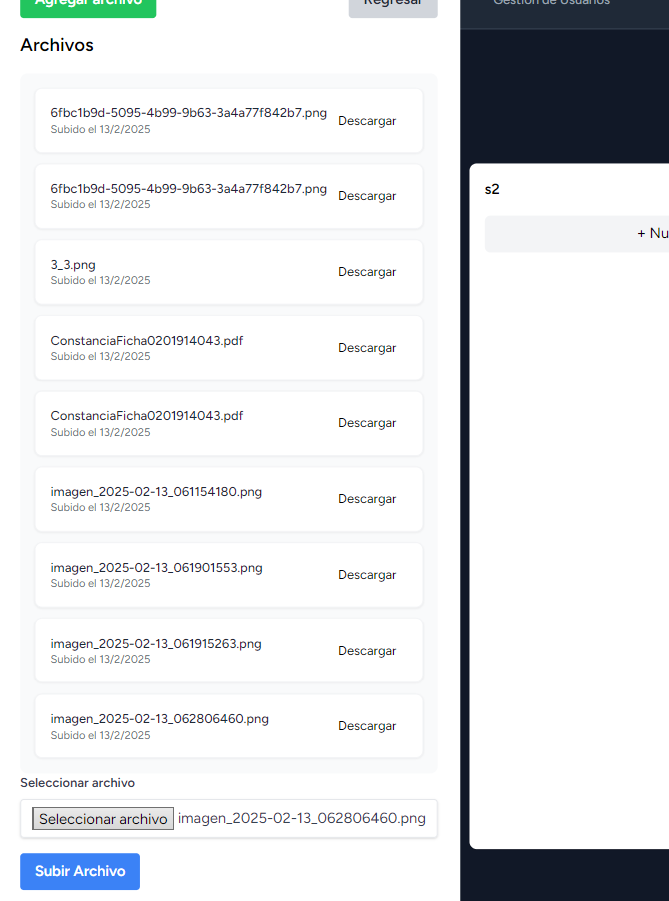 Agregar archivo
Regresar
Gestión de Usuarios
Archivos
6fbc1b9d-5095-4b99-9b63-3a4a77f842b7.png
Subido el 13/2/2025
Descargar
6fbc1b9d-5095-4b99-9b63-3a4a77f842b7.png
Subido el 13/2/2025
Descargar
3_3.png
Subido el 13/2/2025
Descargar
ConstanciaFicha0201914043.pdf
Subido el 13/2/2025
Descargar
ConstanciaFicha0201914043.pdf
Subido el 13/2/2025
Descargar
imagen_2025-02-13_061154180.png
Subido el 13/2/2025
Descargar
imagen_2025-02-13_061901553.png
Subido el 13/2/2025
Descargar
imagen_2025-02-13_061915263.png
Subido el 13/2/2025
Descargar
imagen_2025-02-13_062806460.png
Subido el 13/2/2025
Descargar
Seleccionar archivo
Seleccionar archivo imagen_2025-02-13_062806460.png
Subir Archivo
s2
+ Nu